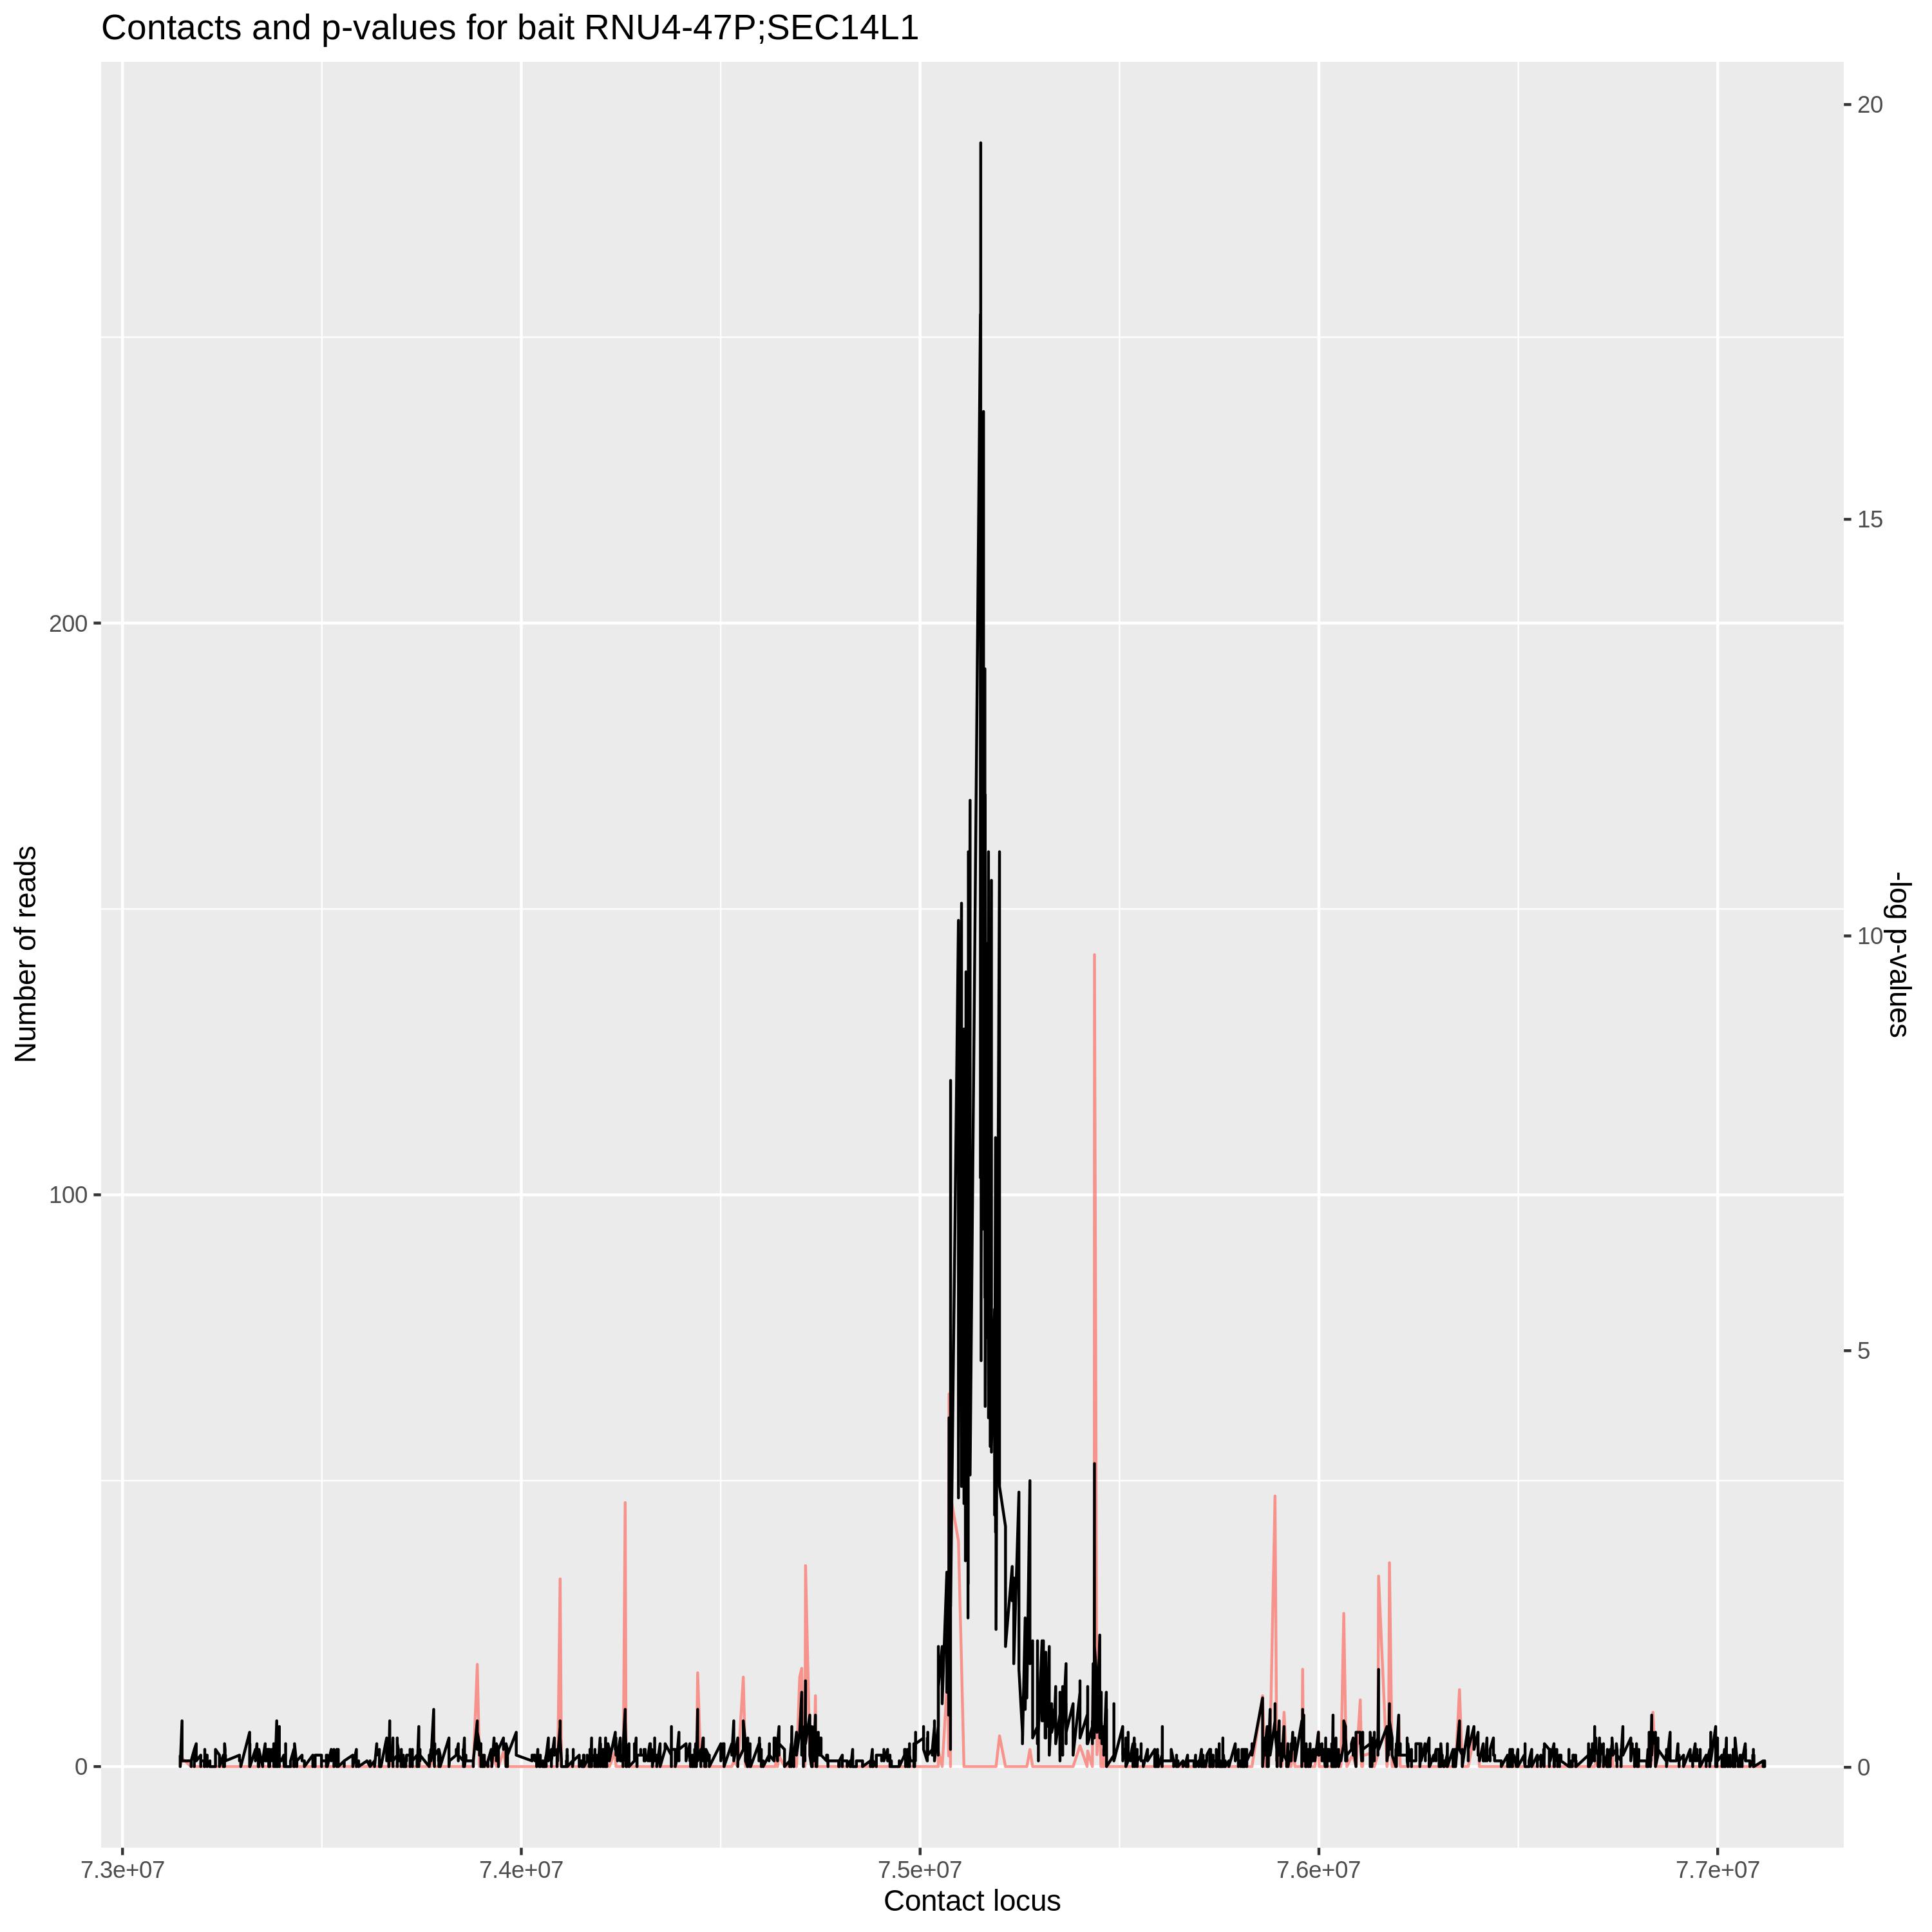 Contacts and p-values for bait RNU4-47P;SEC14L1
Number of reads
200
100
0
20
15
10
5
0
-log p-values
7.3e+07 7.4e+07 7.5e+07 7.6e+07 7.7e+07
Contact locus